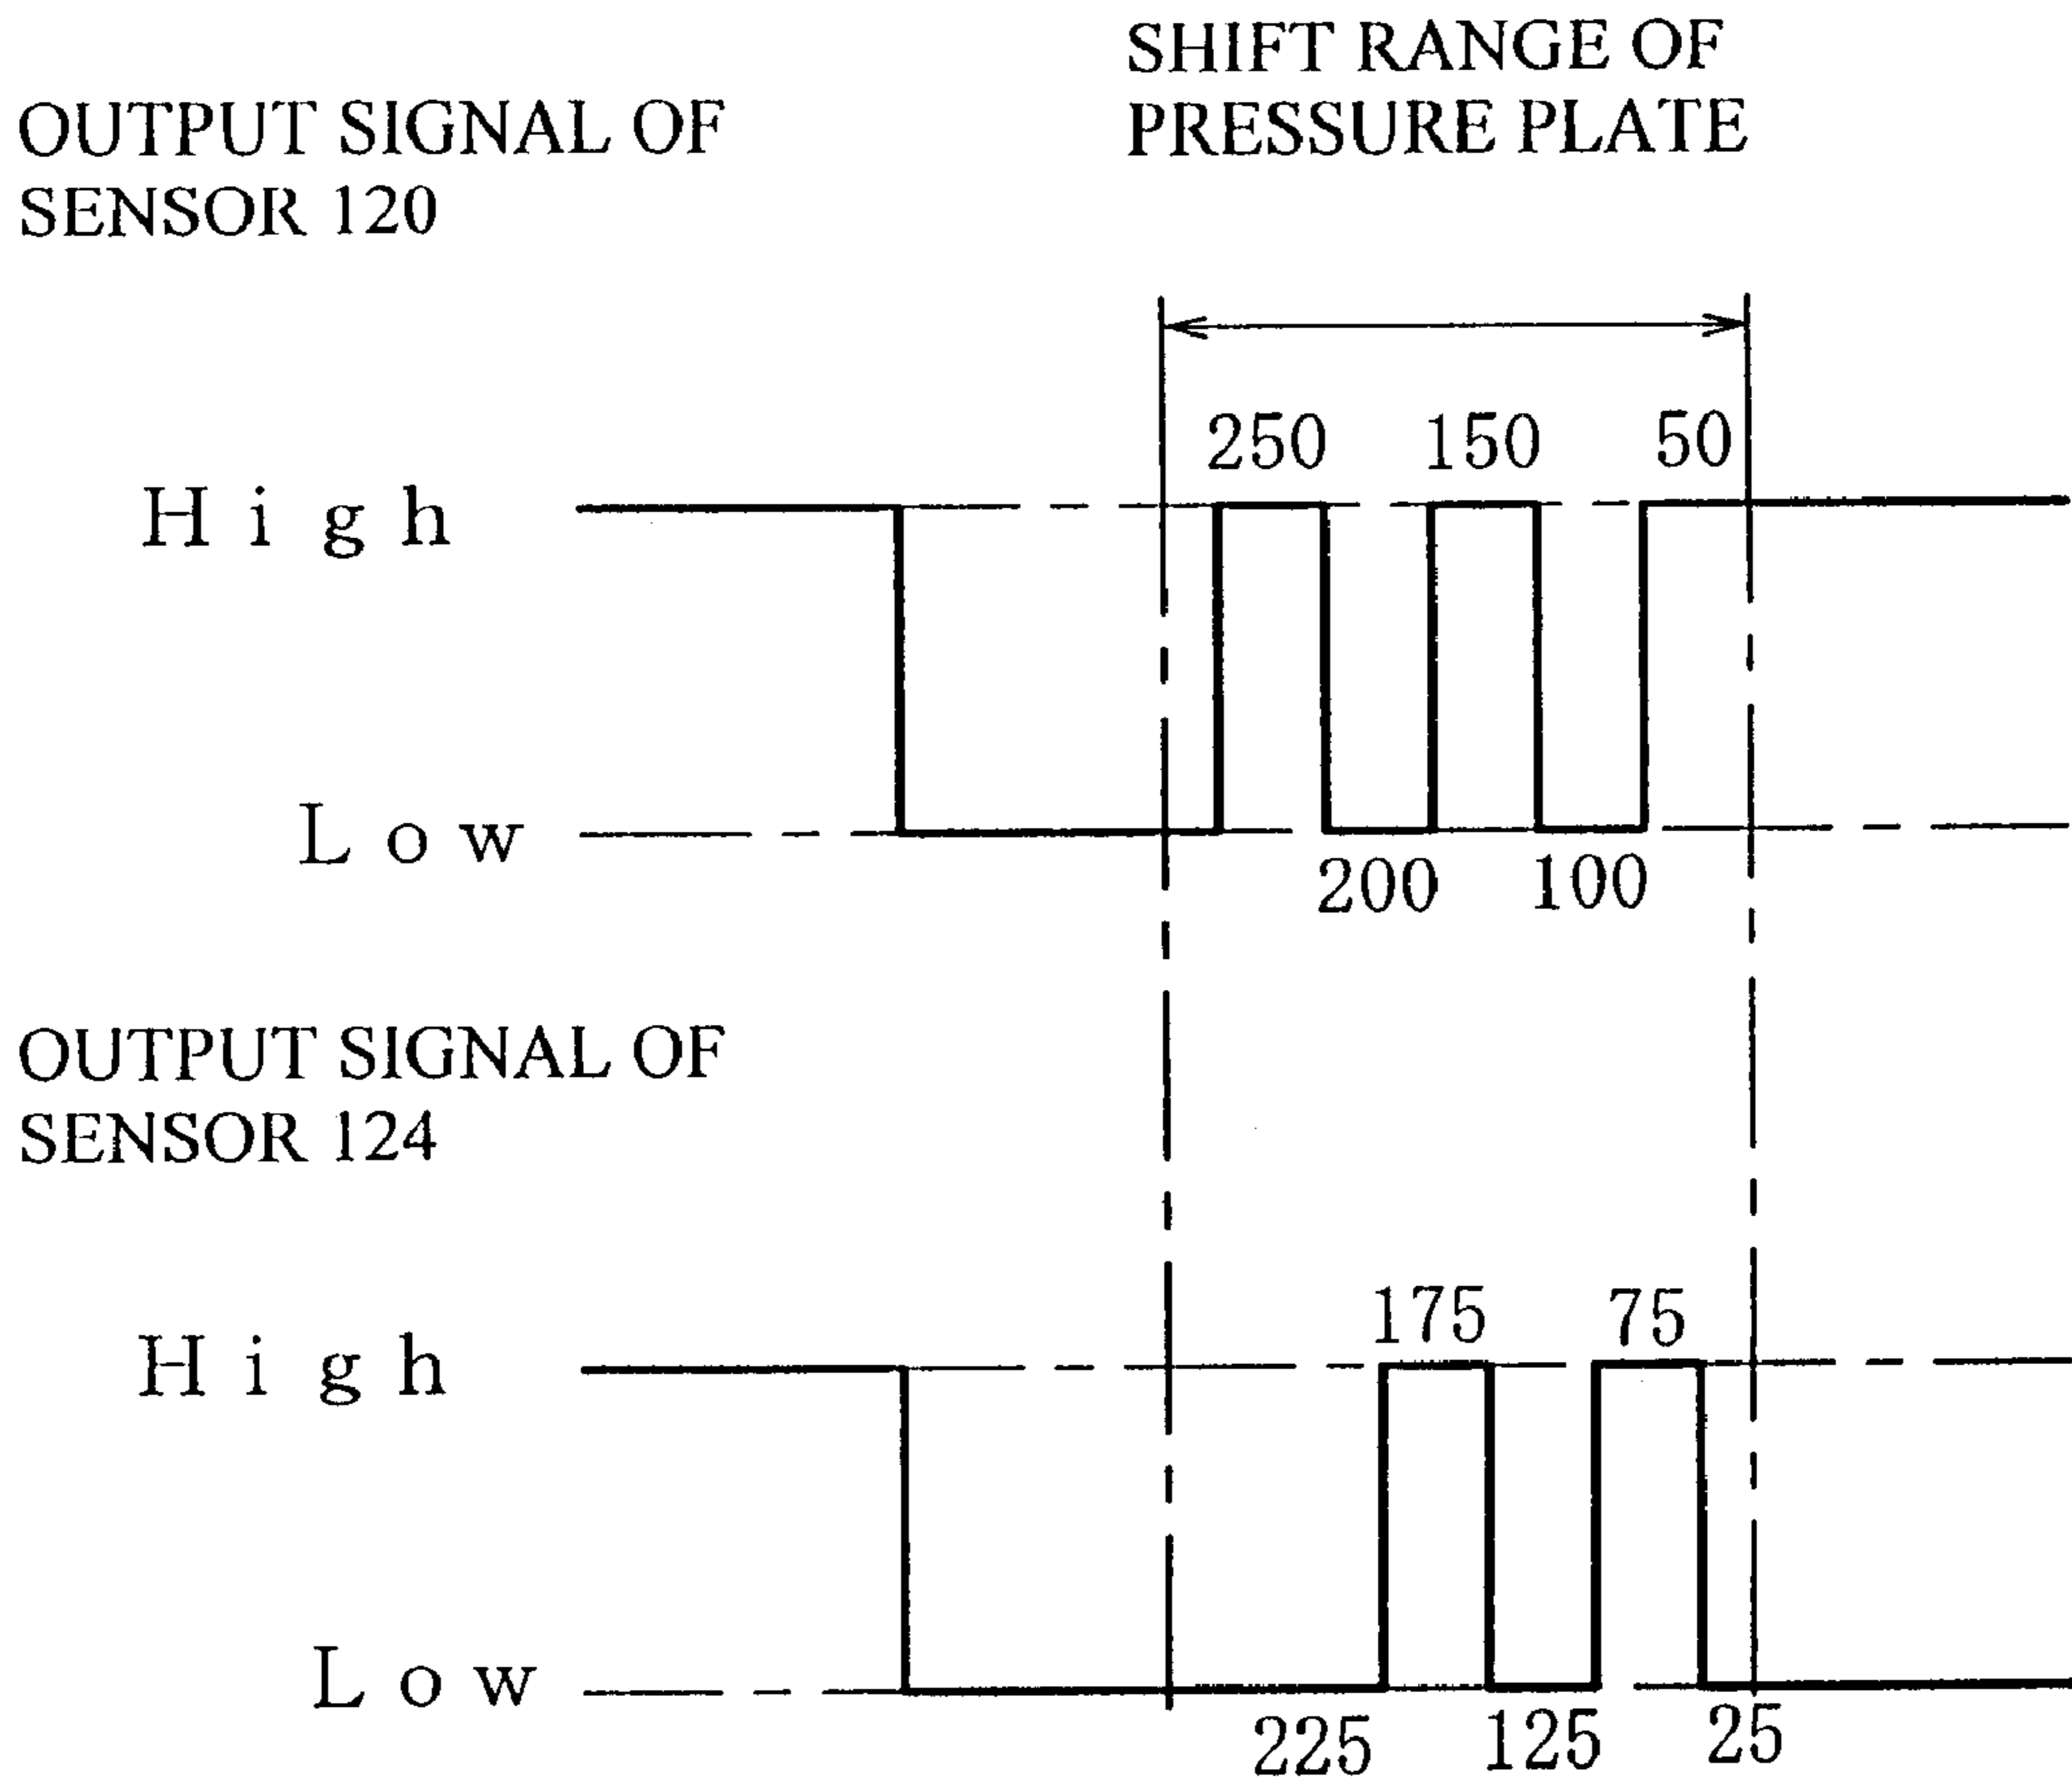 SHIFT RANGE OF
PRESSURE PLATE
OUTPUT SIGNAL OF
SENSOR 120
250 150 50
High
Low
200 100
OUTPUT SIGNAL OF
SENSOR 124
175 75
High
Low
225 125 25